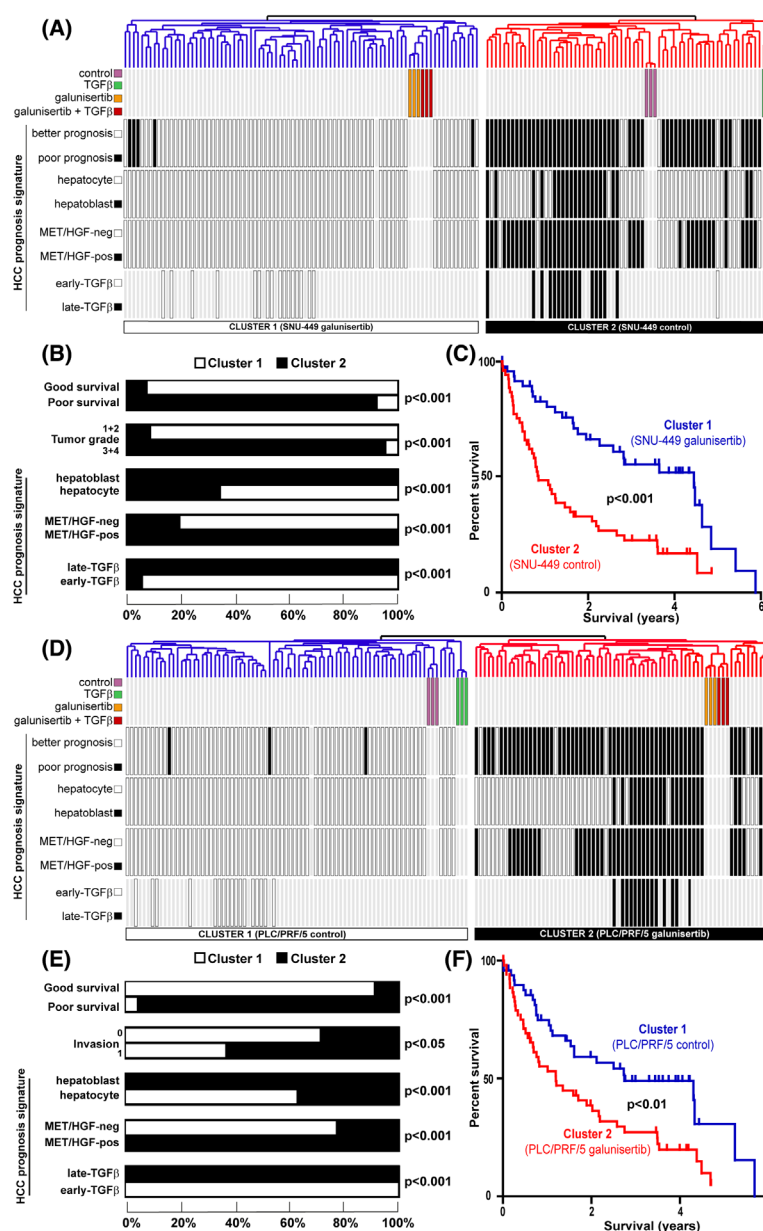 (A)
control
TGFβ
galunisertib
galunisertib + TGFβ
HCC prognosis signature
better prognosis
poor prognosis
hepatocyte
hepatoblast
MET/HGF-neg
MET/HGF-pos
early-TGFβ
late-TGFβ
CLUSTER 1 (SNU-449 galunisertib)
CLUSTER 2 (SNU-449 control)
(B)
Cluster 1
Cluster 2
Good survival
Poor survival
p<0.001
1+2
Tumor grade
3+4
p<0.001
HCC prognosis signature
hepatoblast
hepatocyte
p<0.001
MET/HGF-neg
MET/HGF-pos
p<0.001
late-TGFβ
early-TGFβ
p<0.001
0% 20% 40% 60% 80% 100%
(C)
Percent survival
100
50
0
Cluster 1
(SNU-449 galunisertib)
p<0.001
Cluster 2
(SNU-449 control)
0 2 4 6
Survival (years)
(D)
control
TGFβ
galunisertib
galunisertib + TGFβ
HCC prognosis signature
better prognosis
poor prognosis
hepatocyte
hepatoblast
MET/HGF-neg
MET/HGF-pos
early-TGFβ
late-TGFβ
CLUSTER 1 (PLC/PRF/5 control)
CLUSTER 2 (PLC/PRF/5 galunisertib)
(E)
Cluster 1
Cluster 2
Good survival
Poor survival
p<0.001
0
Invasion
1
p<0.05
HCC prognosis signature
hepatoblast
hepatocyte
p<0.001
MET/HGF-neg
MET/HGF-pos
p<0.001
late-TGFβ
early-TGFβ
p<0.001
0% 20% 40% 60% 80% 100%
(F)
Percent survival
100
50
0
Cluster 1
(PLC/PRF/5 control)
p<0.01
Cluster 2
(PLC/PRF/5 galunisertib)
0 2 4
Survival (years)